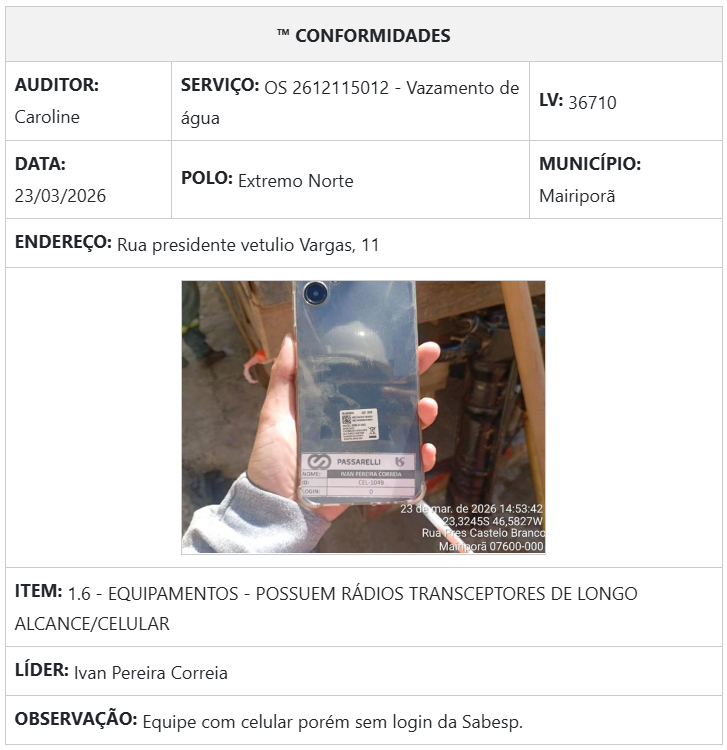 ™ CONFORMIDADES
AUDITOR:
Caroline
SERVIÇO: OS 2612115012 - Vazamento de
água
LV: 36710
DATA:
23/03/2026
POLO: Extremo Norte
MUNICÍPIO:
Mairiporã
ENDEREÇO: Rua presidente vetulio Vargas, 11
PASSARELLI
NOME: IVAN PEREIRA CORREIA
ID: CEL-1049
LOGIN: 0
23 de mar. de 2026 14:53:42
23,3245S 46,5827W
Rua Pres Castelo Branco
Mairiporã 07600-000
ITEM: 1.6 - EQUIPAMENTOS - POSSUEM RÁDIOS TRANSCEPTORES DE LONGO
ALCANCE/CELULAR
LÍDER: Ivan Pereira Correia
OBSERVAÇÃO: Equipe com celular porém sem login da Sabesp.